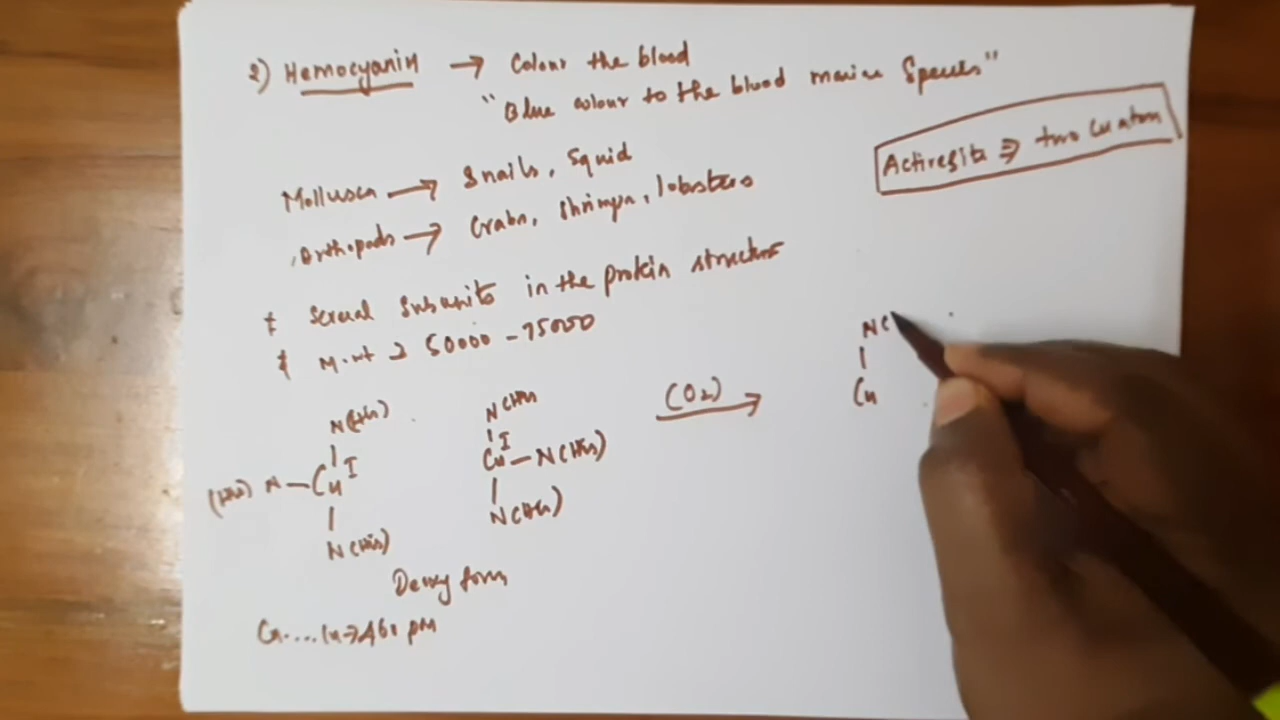 2) Hemocyanin → Colour the blood
"Blue colour to the blood marine Species"
Activesite ⇒ two Cu atom
Mollusca → Snails, Squid
Arthopads → Crabs, Shrimps, lobsters
* Several Subunits in the protein structure
* M.wt ⇒ 50000 - 75000
N(His) N(His) (O2) N(
(His) N-Cu I Cu I -N(His) Cu
N(His) N(His)
Deoxy form
Cu....Cu → 460 pm